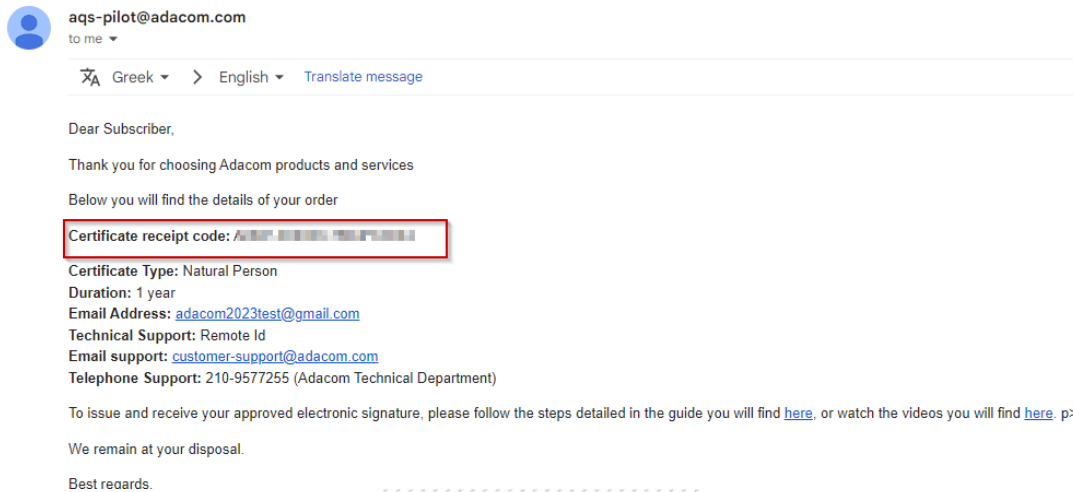 aqs-pilot@adacom.com
to me
Greek > English Translate message
Dear Subscriber,
Thank you for choosing Adacom products and services
Below you will find the details of your order
Certificate receipt code:
Certificate Type: Natural Person
Duration: 1 year
Email Address: adacom2023test@gmail.com
Technical Support: Remote Id
Email support: customer-support@adacom.com
Telephone Support: 210-9577255 (Adacom Technical Department)
To issue and receive your approved electronic signature, please follow the steps detailed in the guide you will find here, or watch the videos you will find here. p>
We remain at your disposal.
Best regards.